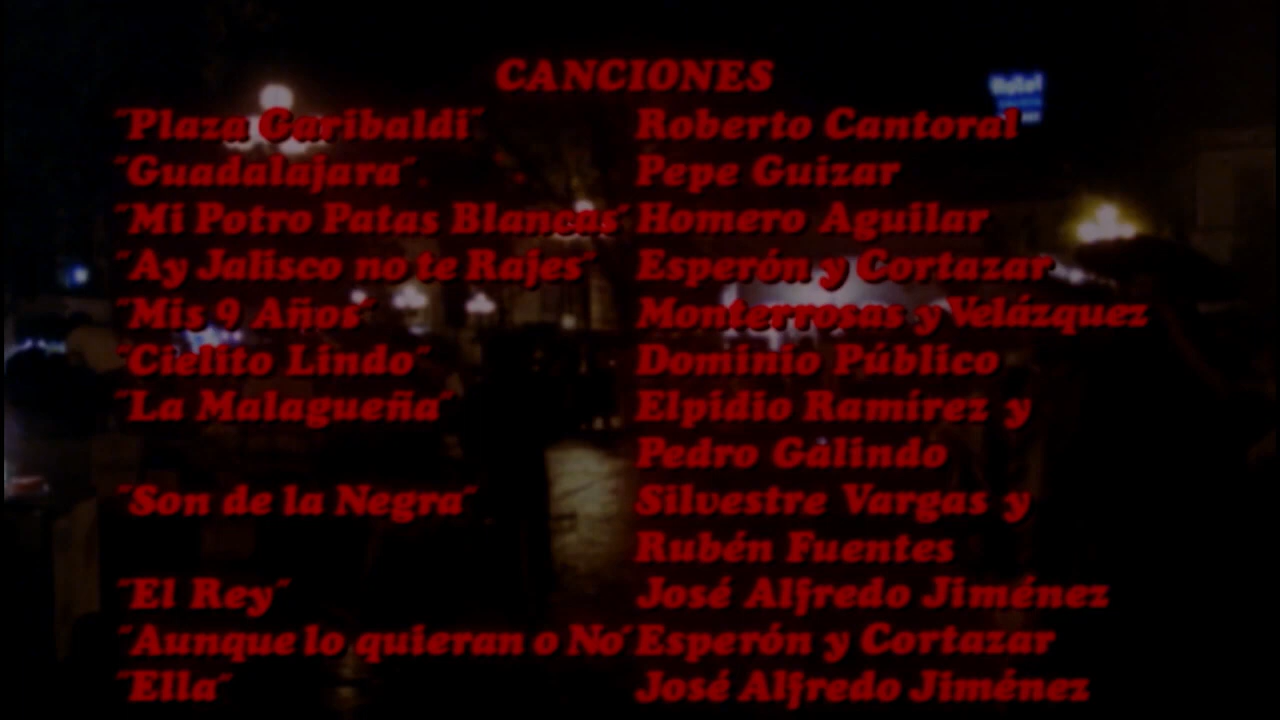 CANCIONES
"Plaza Garibaldi" Roberto Cantoral
"Guadalajara". Pepe Guizar
"Mi Potro Patas Blancas" Homero Aguilar
"Ay Jalisco no te Rajes" Esperón y Cortazar
"Mis 9 Años" Monterrosas y Velázquez
"Cielito Lindo" Dominio Público
"La Malagueña" Elpidio Ramírez y
Pedro Galindo
"Son de la Negra" Silvestre Vargas y
Rubén Fuentes
"El Rey" José Alfredo Jiménez
"Aunque lo quieran o No" Esperón y Cortazar
"Ella" José Alfredo Jiménez
Hotel